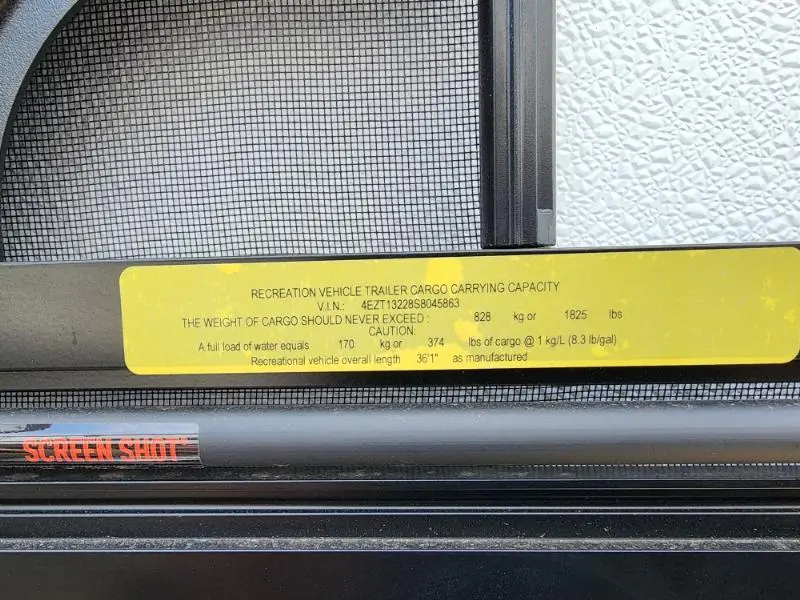 RECREATION VEHICLE TRAILER CARGO CARRYING CAPACITY
V.I.N.: 4EZT13228S8045863
THE WEIGHT OF CARGO SHOULD NEVER EXCEED : 828 kg or 1825 lbs
CAUTION:
A full load of water equals 170 kg or 374 lbs of cargo @ 1 kg/L (8.3 lb/gal)
Recreational vehicle overall length 36'1" as manufactured
SCREEN SHOT